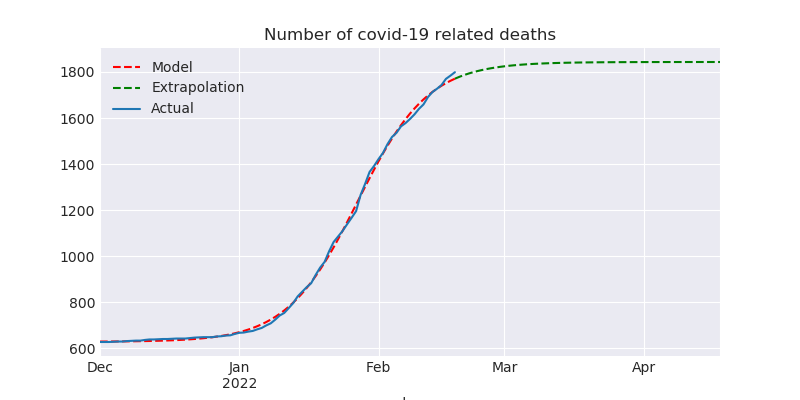 Number of covid-19 related deaths
Model
Extrapolation
Actual
1800
1600
1400
1200
1000
800
600
Dec Jan Feb Mar Apr
2022